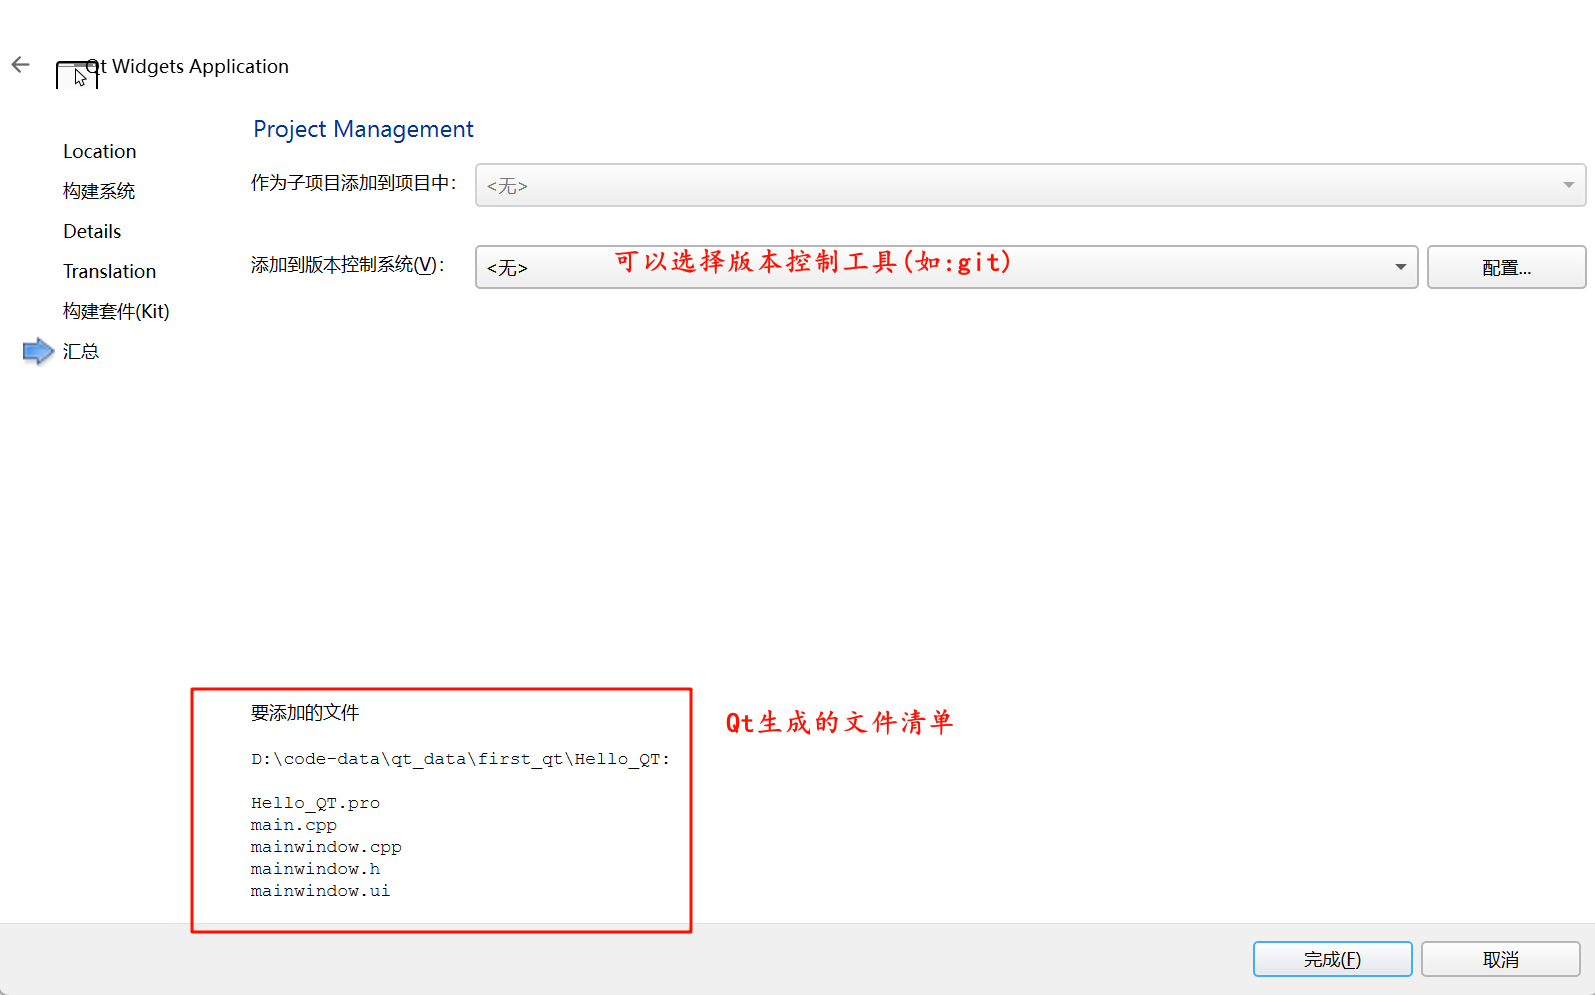 Qt Widgets Application
Project Management
Location
构建系统
Details
Translation
构建套件(Kit)
汇总
作为子项目添加到项目中:
<无>
添加到版本控制系统(V):
<无>
可以选择版本控制工具(如:git)
配置...
要添加的文件
D:\code-data\qt_data\first_qt\Hello_QT:
Hello_QT.pro
main.cpp
mainwindow.cpp
mainwindow.h
mainwindow.ui
Qt生成的文件清单
完成(F)
取消